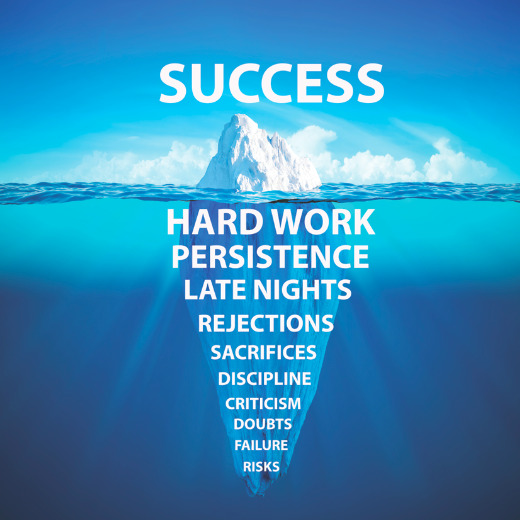 SUCCESS
HARD WORK
PERSISTENCE
LATE NIGHTS
REJECTIONS
SACRIFICES
DISCIPLINE
CRITICISM
DOUBTS
FAILURE
RISKS